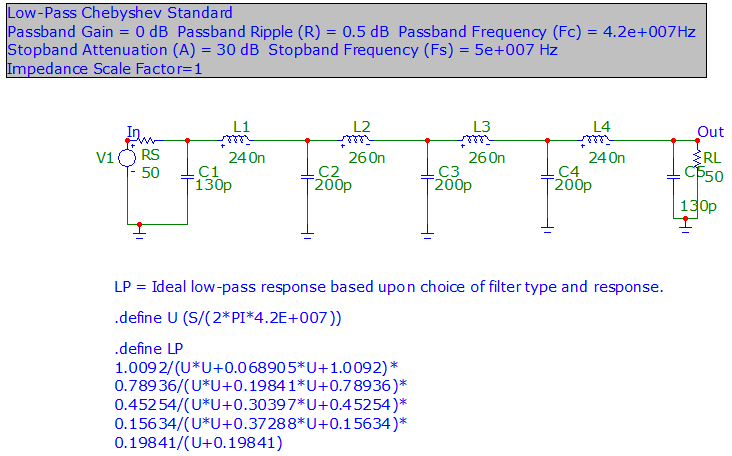 Low-Pass Chebyshev Standard
Passband Gain = 0 dB Passband Ripple (R) = 0.5 dB Passband Frequency (Fc) = 4.2e+007Hz
Stopband Attenuation (A) = 30 dB Stopband Frequency (Fs) = 5e+007 Hz
Impedance Scale Factor=1
In L1 L2 L3 L4 Out
V1 RS 240n 260n 260n 240n RL
50 C1 C2 C3 C4 C5 50
130p 200p 200p 200p
130p
LP = Ideal low-pass response based upon choice of filter type and response.
.define U (S/(2*PI*4.2E+007))
.define LP
1.0092/(U*U+0.068905*U+1.0092)*
0.78936/(U*U+0.19841*U+0.78936)*
0.45254/(U*U+0.30397*U+0.45254)*
0.15634/(U*U+0.37288*U+0.15634)*
0.19841/(U+0.19841)